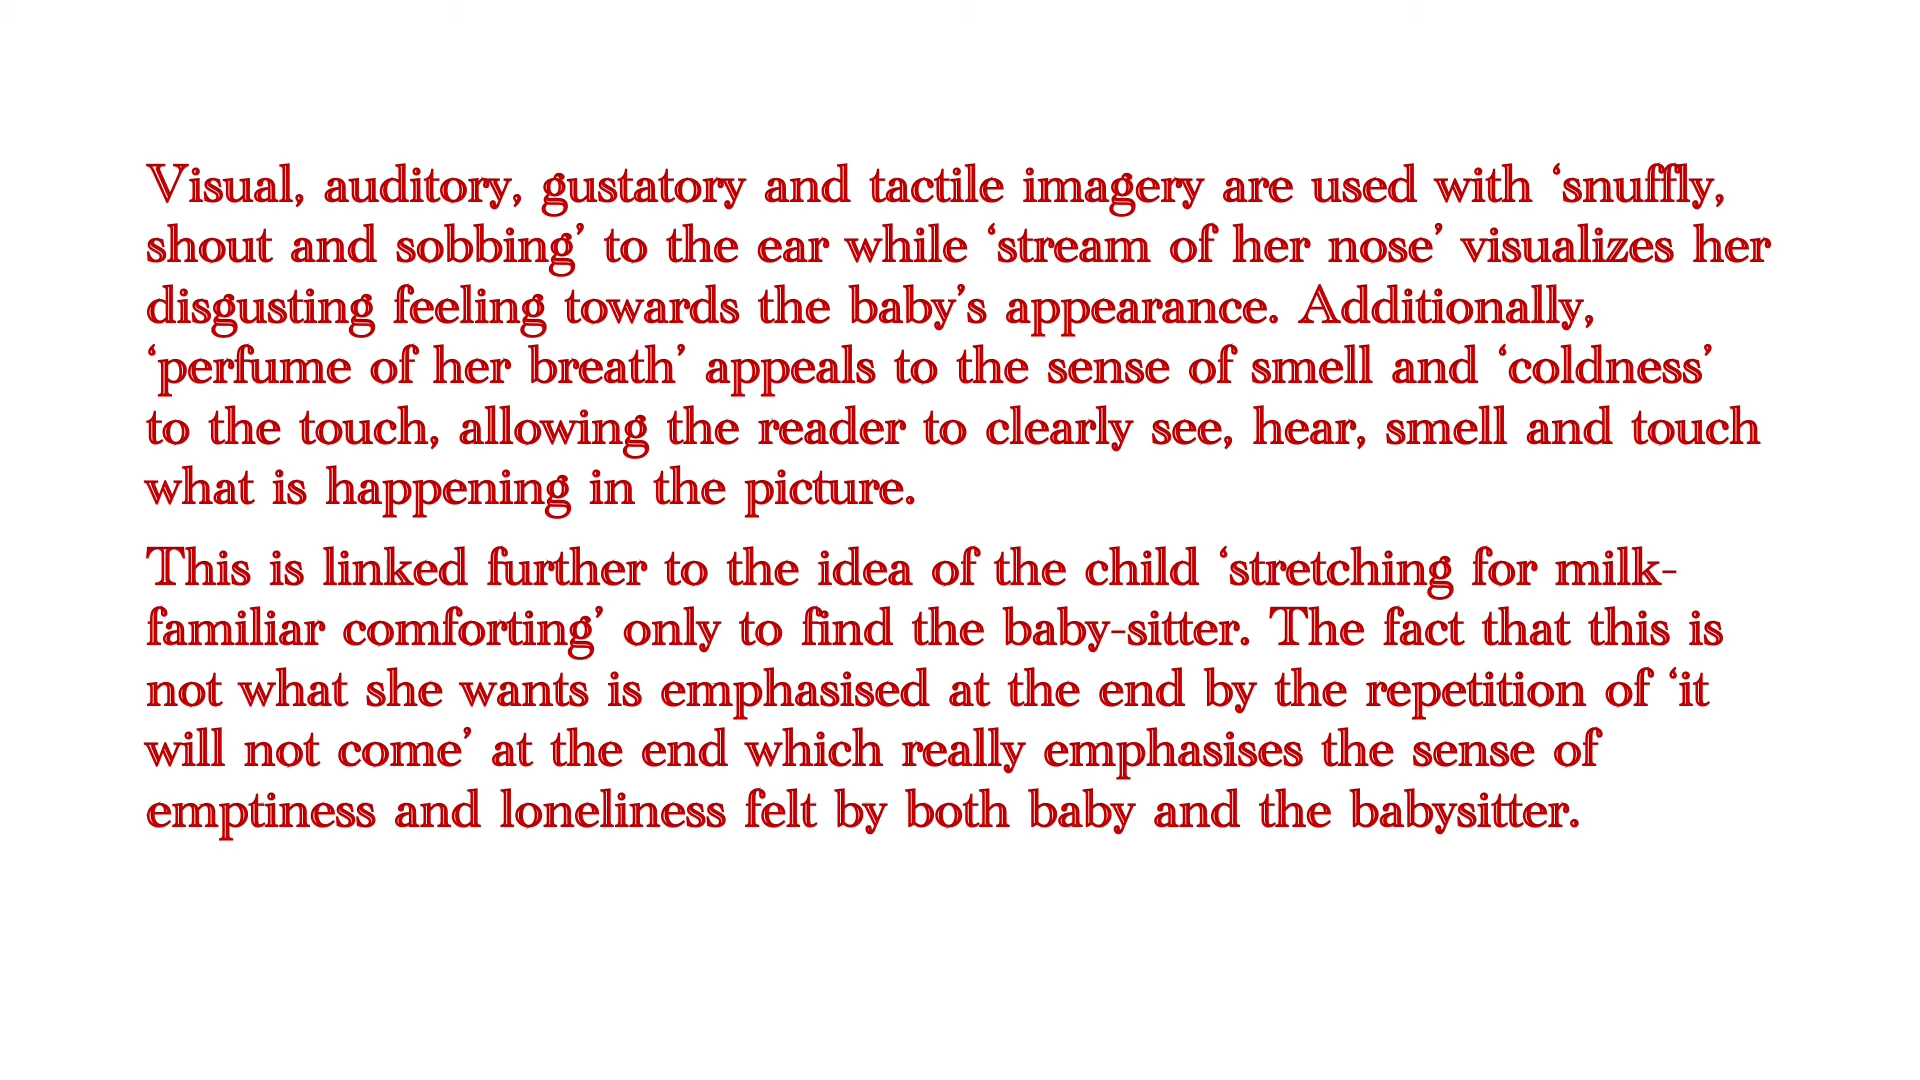 Visual, auditory, gustatory and tactile imagery are used with ‘snuffly,
shout and sobbing’ to the ear while ‘stream of her nose’ visualizes her
disgusting feeling towards the baby’s appearance. Additionally,
‘perfume of her breath’ appeals to the sense of smell and ‘coldness’
to the touch, allowing the reader to clearly see, hear, smell and touch
what is happening in the picture.
This is linked further to the idea of the child ‘stretching for milk-
familiar comforting’ only to find the baby-sitter. The fact that this is
not what she wants is emphasised at the end by the repetition of ‘it
will not come’ at the end which really emphasises the sense of
emptiness and loneliness felt by both baby and the babysitter.